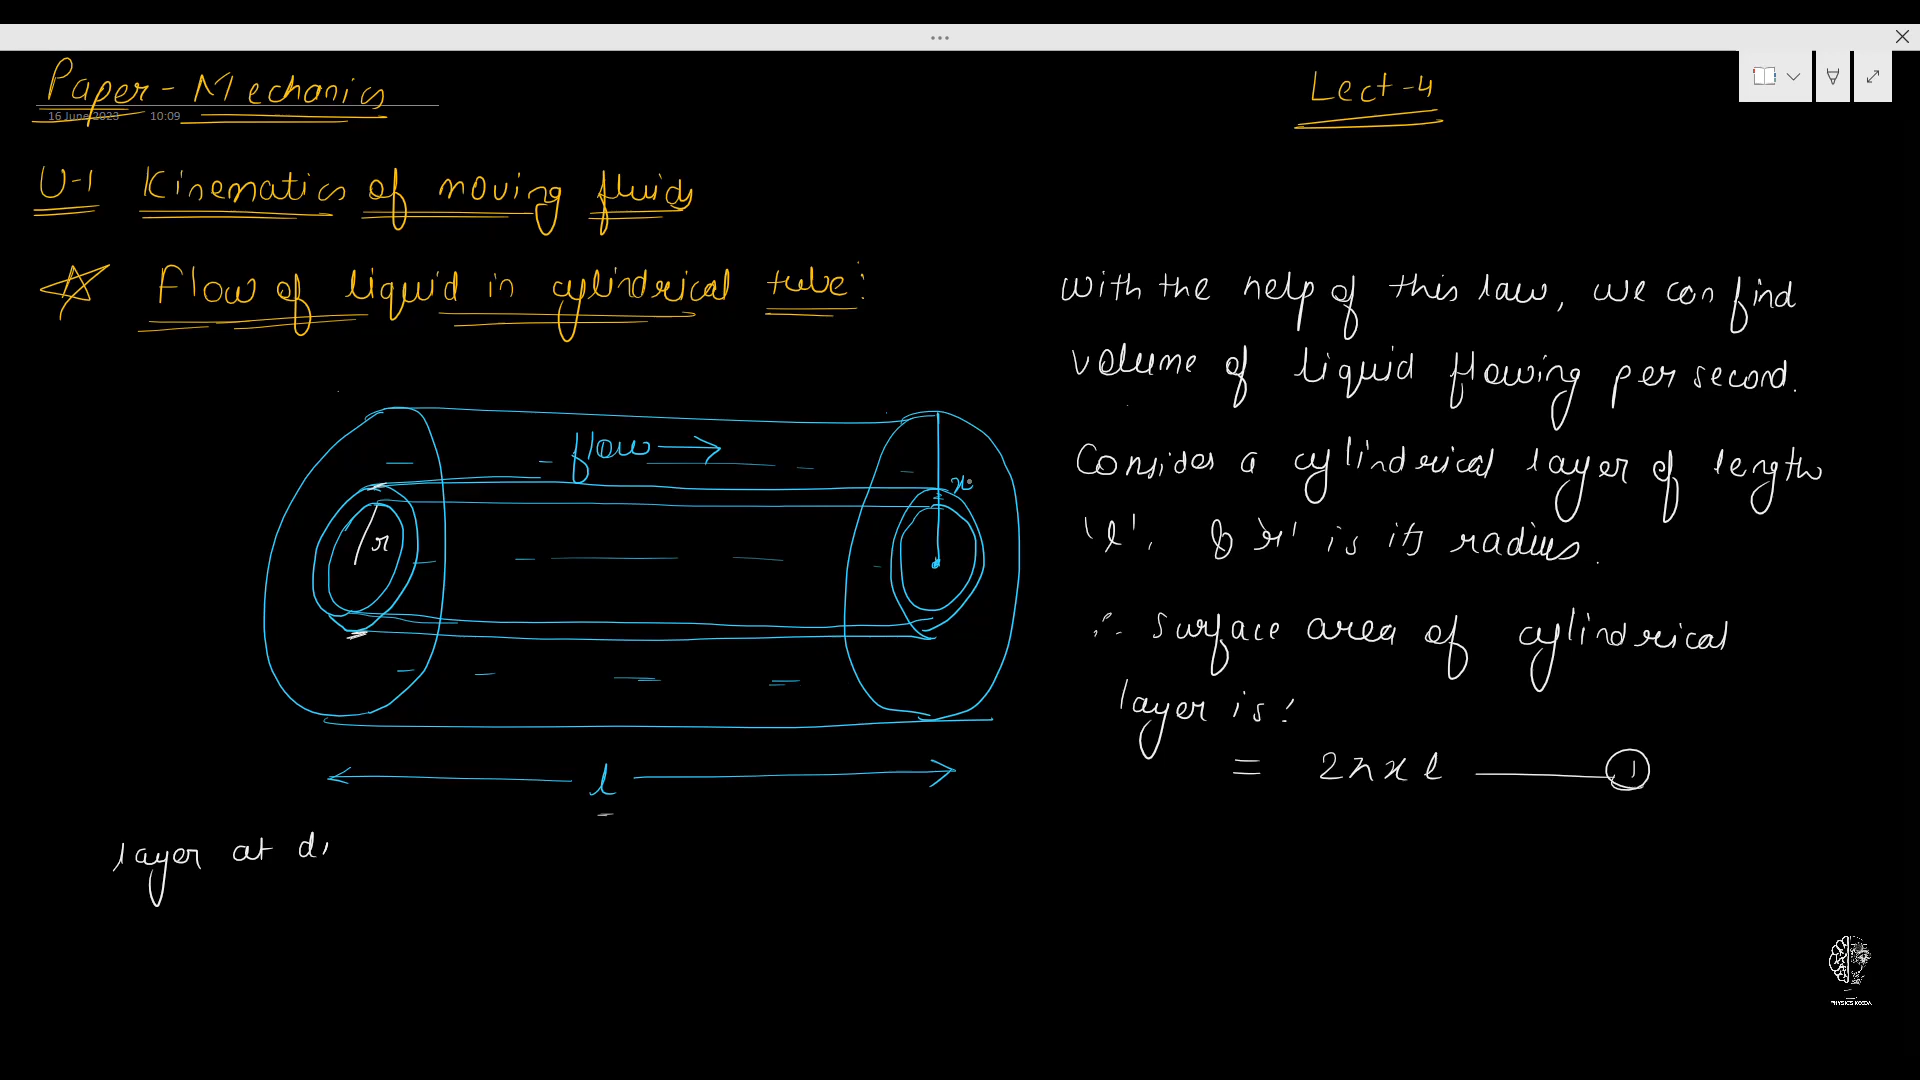 Paper - Mechanics
16 June 2023 10:09
Lect-4
U-1 Kinematics of moving fluids
Flow of liquid in cylindrical tube:
flow
x
r
l
layer at di
with the help of this law, we can find
volume of liquid flowing per second.
Consider a cylindrical layer of length
'l'. & 'r' is its radius.
∴ surface area of cylindrical
layer is:
= 2πxl 1